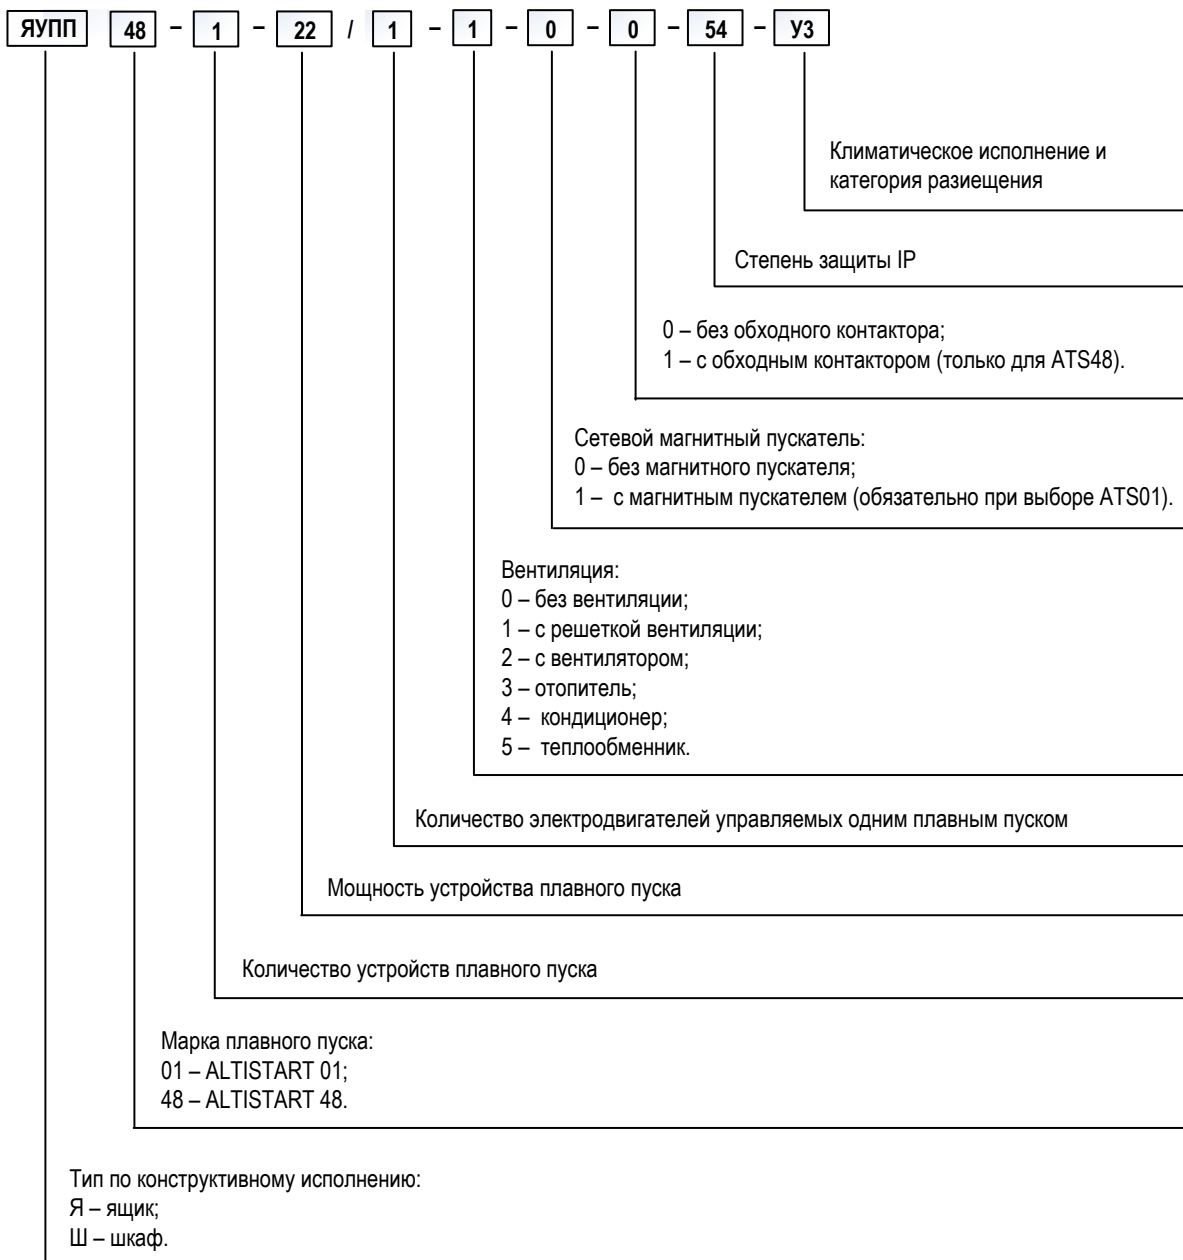 ЯУПП 48 – 1 – 22 / 1 – 1 – 0 – 0 – 54 – У3
Климатическое исполнение и
категория разиещения
Степень защиты IP
0 – без обходного контактора;
1 – с обходным контактором (только для ATS48).
Сетевой магнитный пускатель:
0 – без магнитного пускателя;
1 – с магнитным пускателем (обязательно при выборе ATS01).
Вентиляция:
0 – без вентиляции;
1 – с решеткой вентиляции;
2 – с вентилятором;
3 – отопитель;
4 – кондиционер;
5 – теплообменник.
Количество электродвигателей управляемых одним плавным пуском
Мощность устройства плавного пуска
Количество устройств плавного пуска
Марка плавного пуска:
01 – ALTISTART 01;
48 – ALTISTART 48.
Тип по конструктивному исполнению:
Я – ящик;
Ш – шкаф.